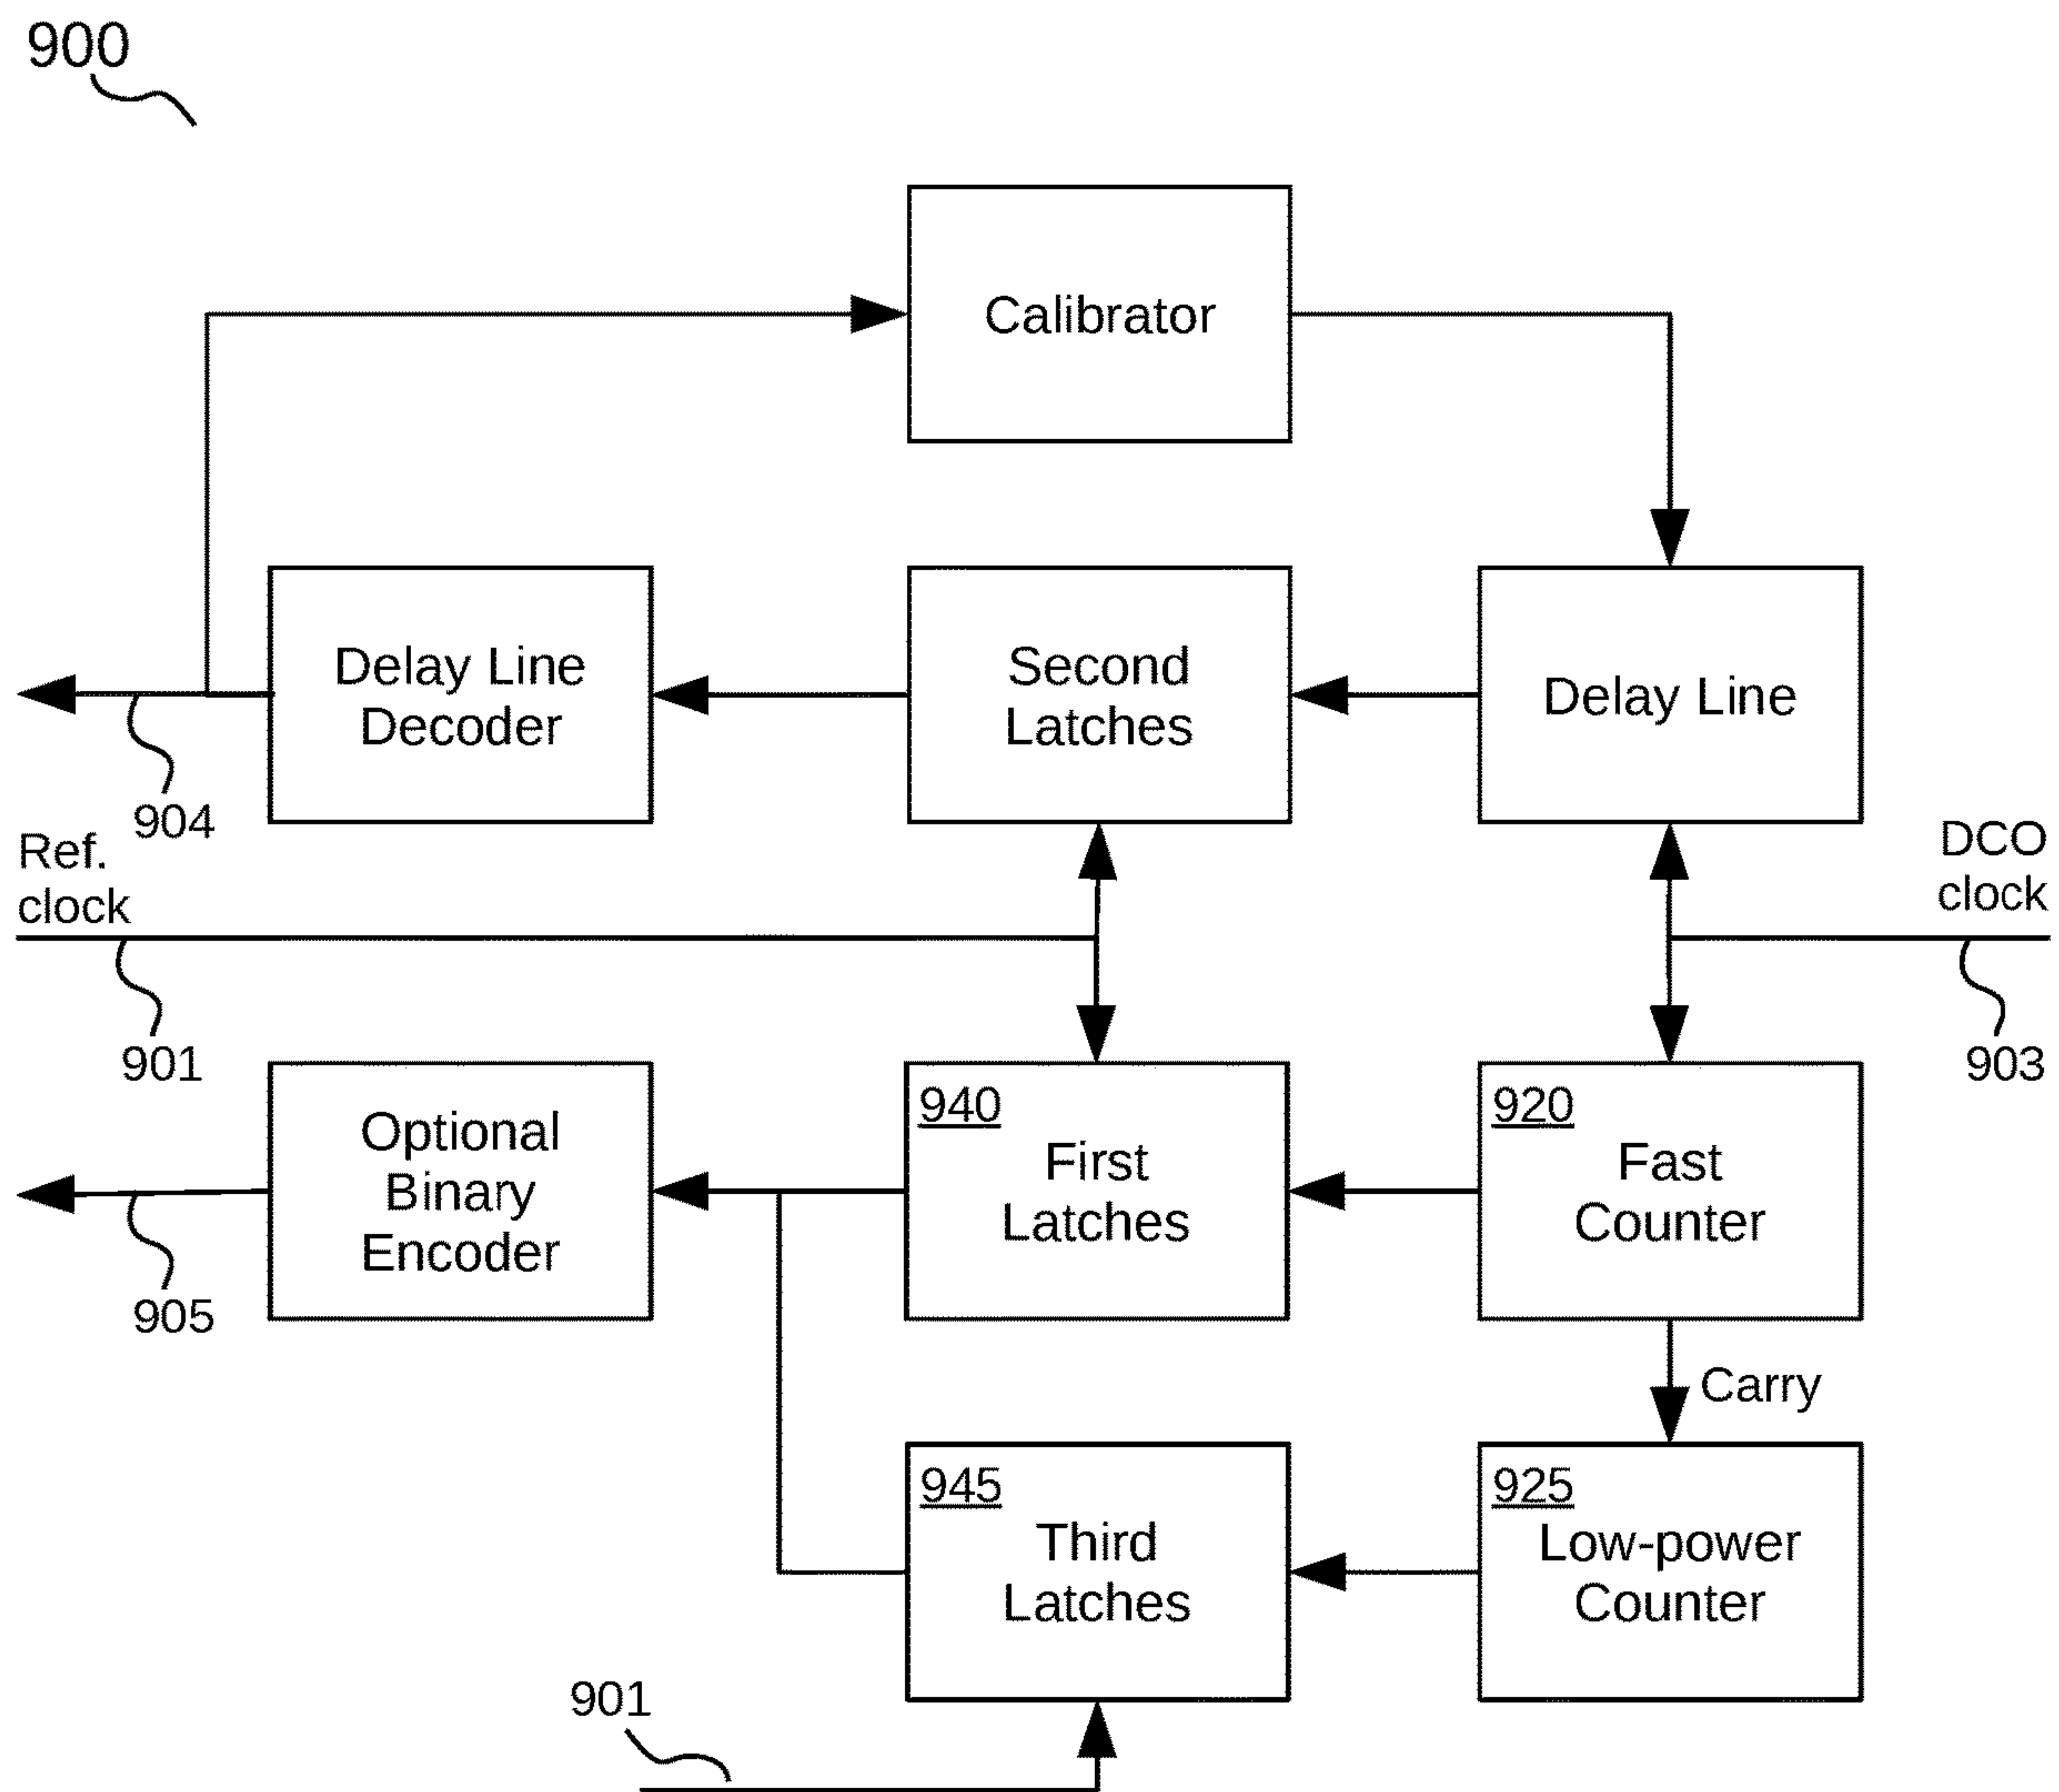 900
Calibrator
Delay Line
Decoder
Second
Latches
Delay Line
904
Ref.
clock
DCO
clock
901
903
Optional
Binary
Encoder
940
First
Latches
920
Fast
Counter
905
Carry
945
Third
Latches
925
Low-power
Counter
901